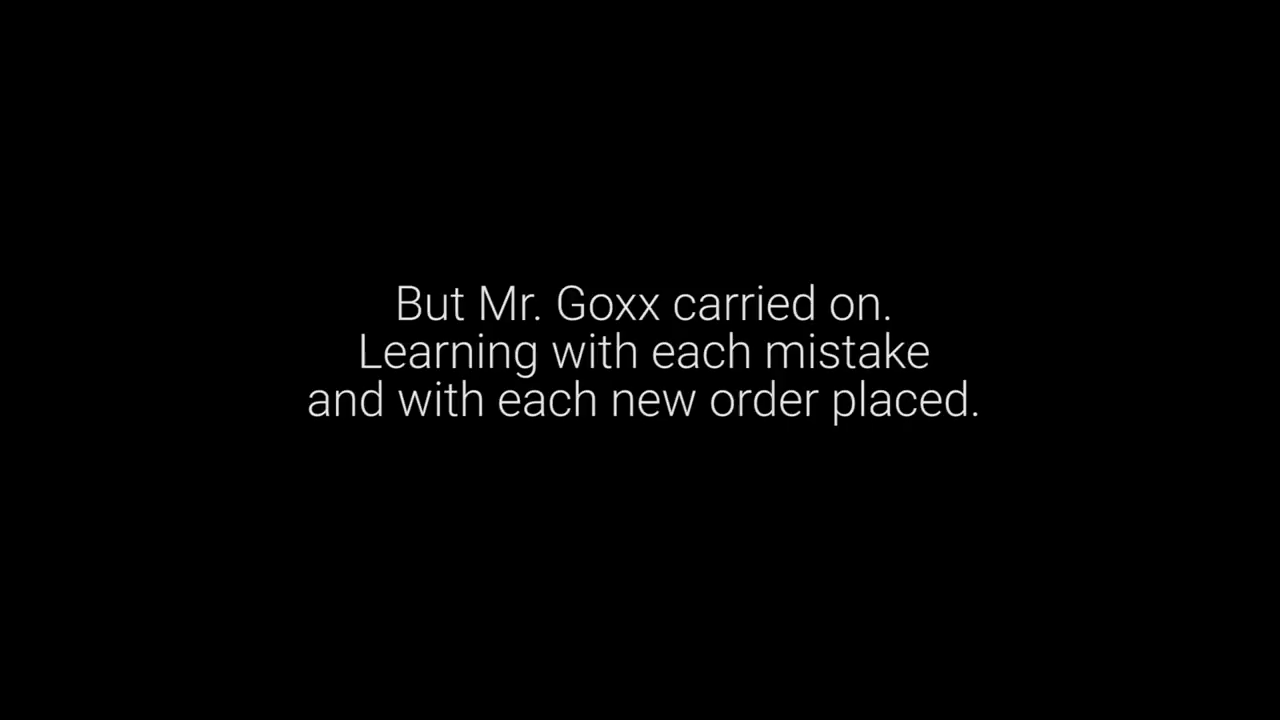 But Mr. Goxx carried on.
Learning with each mistake
and with each new order placed.